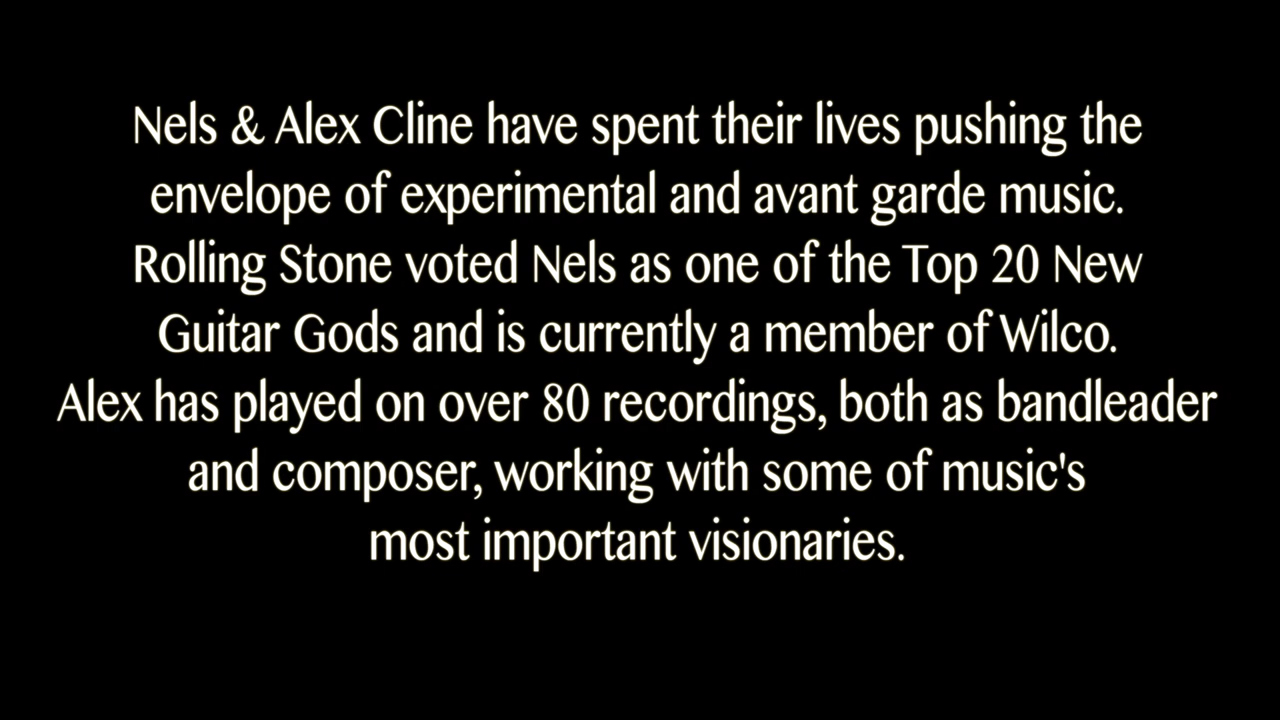 Nels & Alex Cline have spent their lives pushing the
envelope of experimental and avant garde music.
Rolling Stone voted Nels as one of the Top 20 New
Guitar Gods and is currently a member of Wilco.
Alex has played on over 80 recordings, both as bandleader
and composer, working with some of music's
most important visionaries.